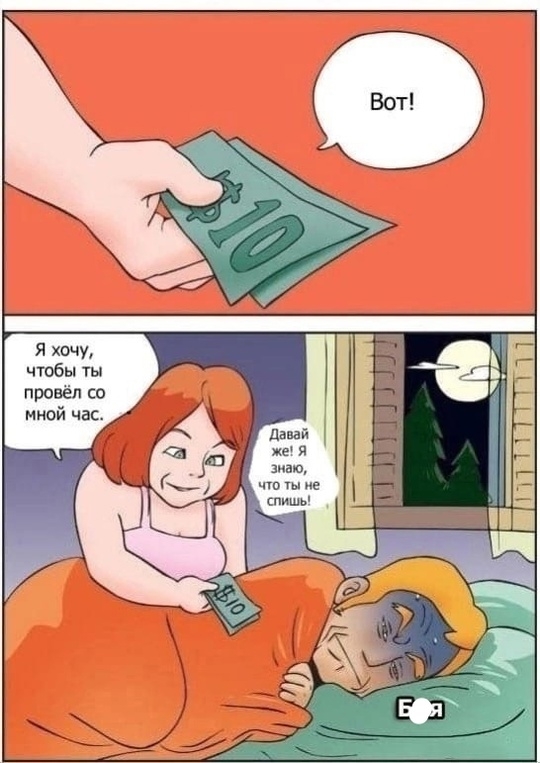 Вот!
$10
Я хочу,
чтобы ты
провёл со
мной час.
Давай
же! Я
знаю,
что ты не
спишь!
$10